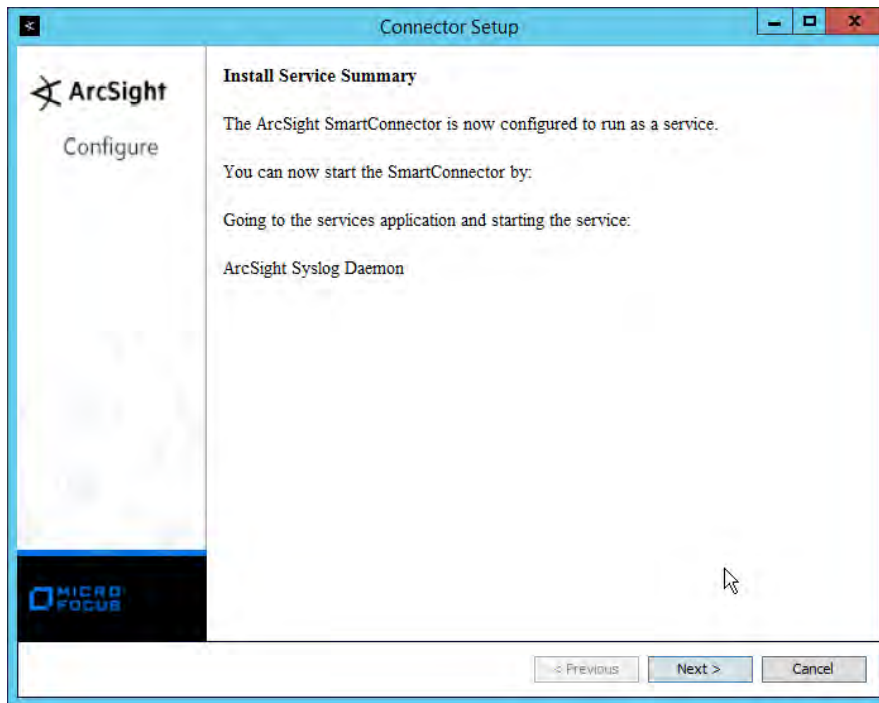 Connector Setup
ArcSight
Configure
Install Service Summary
The ArcSight SmartConnector is now configured to run as a service.
You can now start the SmartConnector by:
Going to the services application and starting the service:
ArcSight Syslog Daemon
MICRO
FOCUS
< Previous
Next >
Cancel